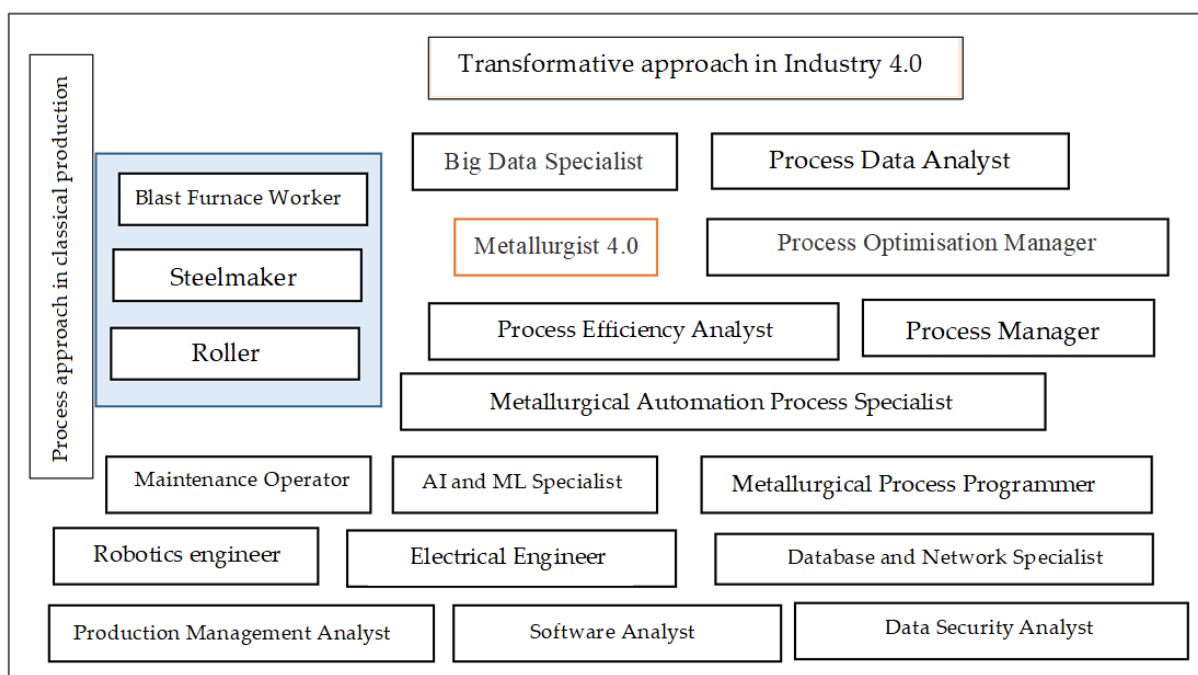 Transformative approach in Industry 4.0
Process approach in classical production
Big Data Specialist
Process Data Analyst
Blast Furnace Worker
Metallurgist 4.0
Process Optimisation Manager
Steelmaker
Process Efficiency Analyst
Process Manager
Roller
Metallurgical Automation Process Specialist
Maintenance Operator
AI and ML Specialist
Metallurgical Process Programmer
Robotics engineer
Electrical Engineer
Database and Network Specialist
Production Management Analyst
Software Analyst
Data Security Analyst